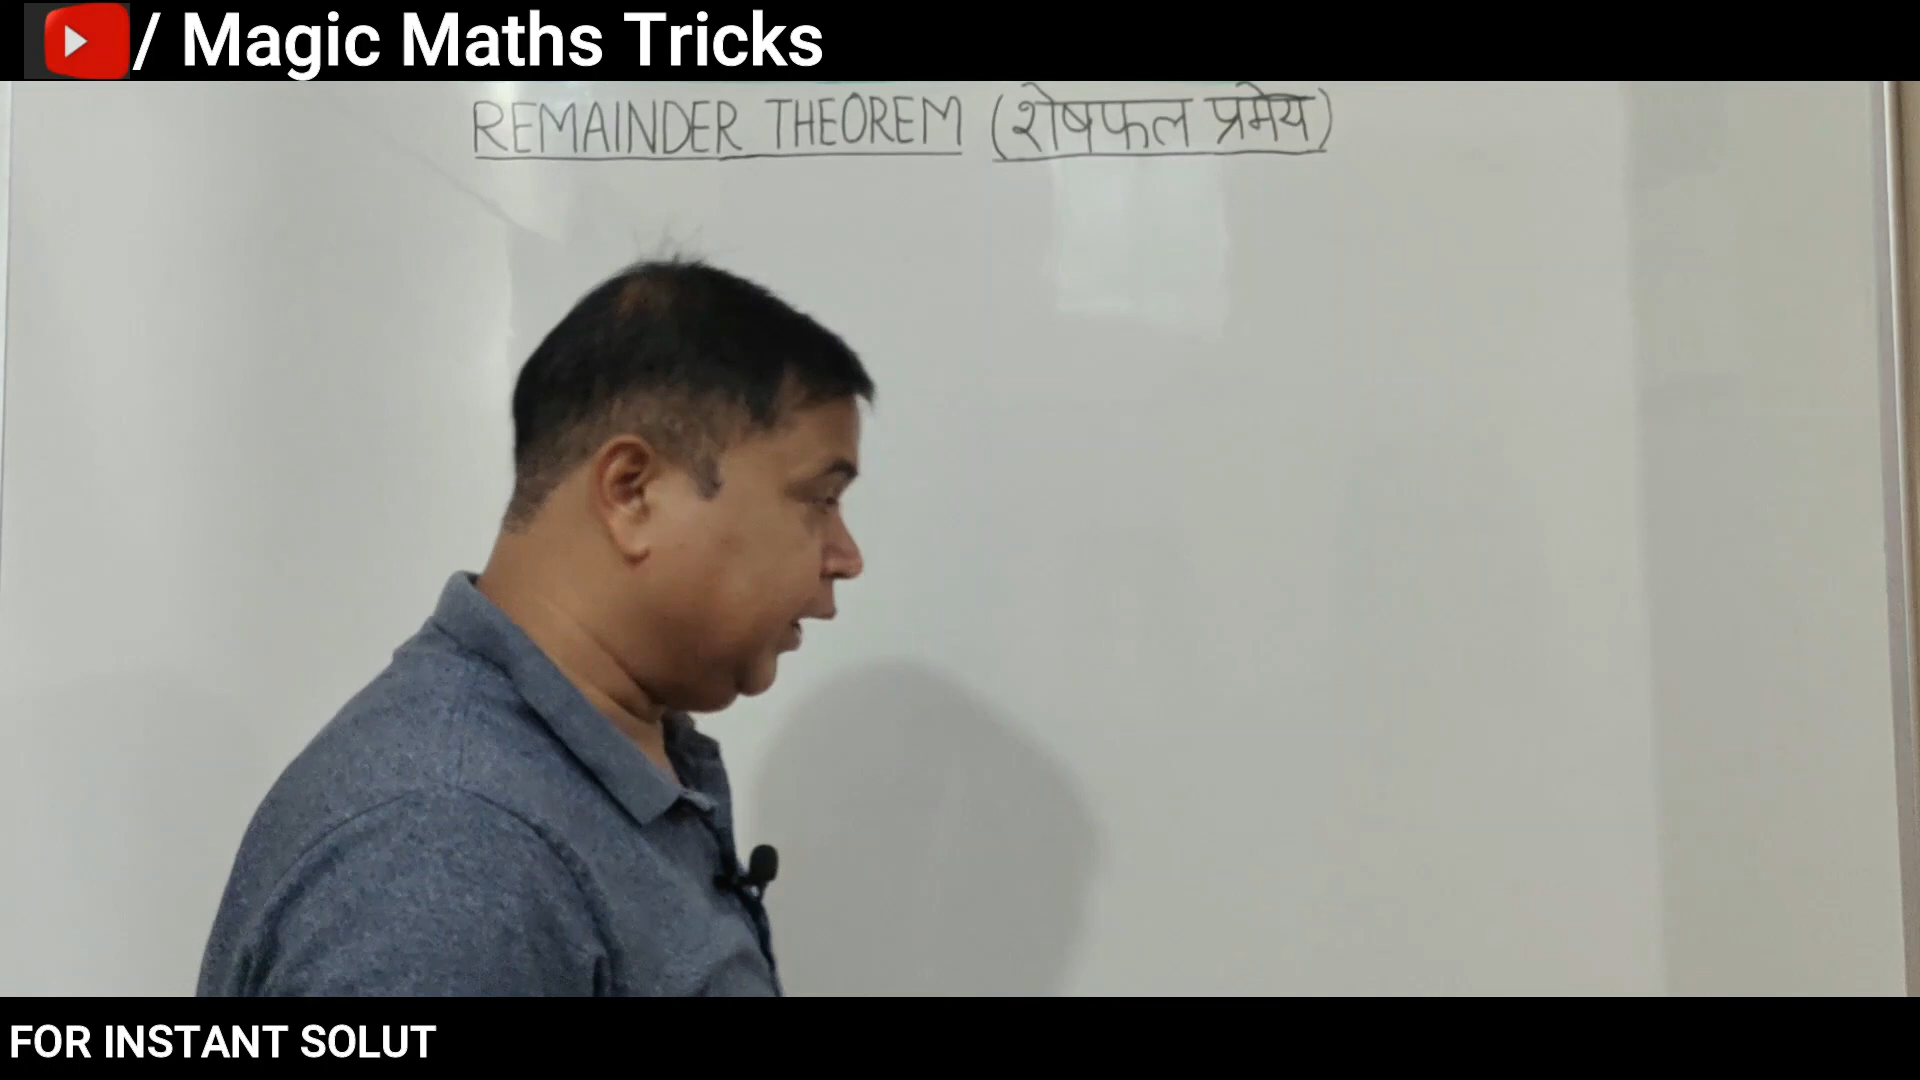 / Magic Maths Tricks
REMAINDER THEOREM (शेषफल प्रमेय)
FOR INSTANT SOLUT